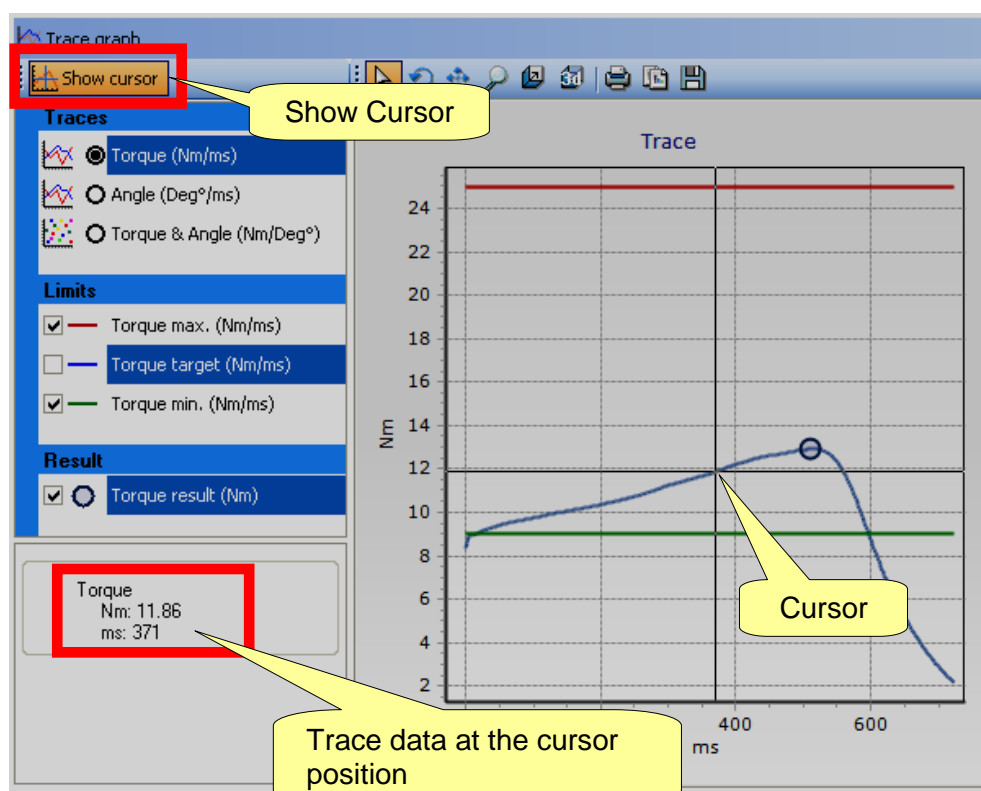 Trace graph
Show cursor
Show Cursor
3d
Traces
Torque (Nm/ms)
Angle (Deg°/ms)
Torque & Angle (Nm/Deg°)
Limits
Torque max. (Nm/ms)
Torque target (Nm/ms)
Torque min. (Nm/ms)
Result
Torque result (Nm)
Torque
Nm: 11.86
ms: 371
Trace data at the cursor
position
Trace
Nm
24
22
20
18
16
14
12
10
8
6
4
2
Cursor
400
600
ms